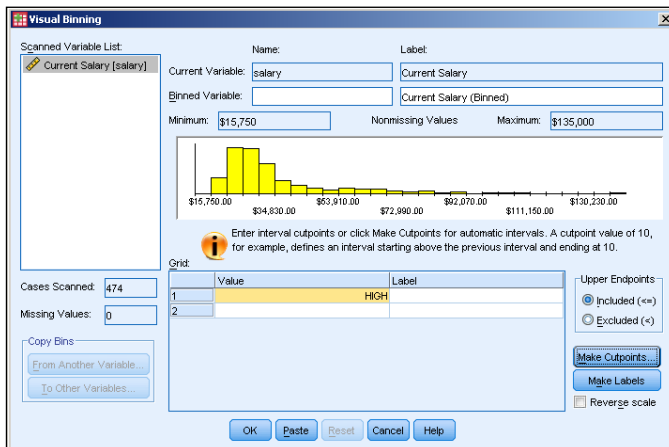 Visual Binning
Scanned Variable List:
Current Salary [salary]
Name:
Label:
Current Variable:
salary
Current Salary
Binned Variable:
Current Salary (Binned)
Minimum:
$15,750
Nonmissing Values
Maximum:
$135,000
$15,750.00
$53,910.00
$92,070.00
$130,230.00
$34,830.00
$72,990.00
$111,150.00
Enter interval cutpoints or click Make Cutpoints for automatic intervals. A cutpoint value of 10,
for example, defines an interval starting above the previous interval and ending at 10.
Grid:
Value
Label
1
HIGH
2
Cases Scanned:
474
Missing Values:
0
Copy Bins
From Another Variable...
To Other Variables...
Upper Endpoints
Included (<=)
Excluded (<)
Make Cutpoints...
Make Labels
Reverse scale
OK
Paste
Reset
Cancel
Help